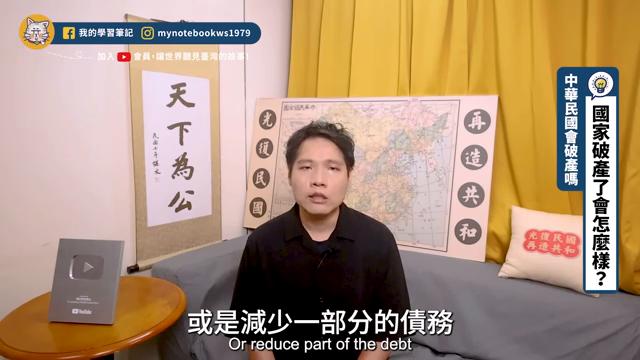 我的學習筆記
mynotebookws1979
加入 會員,讓世界聽見臺灣的故事!
天下為公
光復民國
再造共和
國家破產了會怎麼樣?
中華民國會破產嗎
光復民國
再造共和
YouTube
或是減少一部分的債務
Or reduce part of the debt